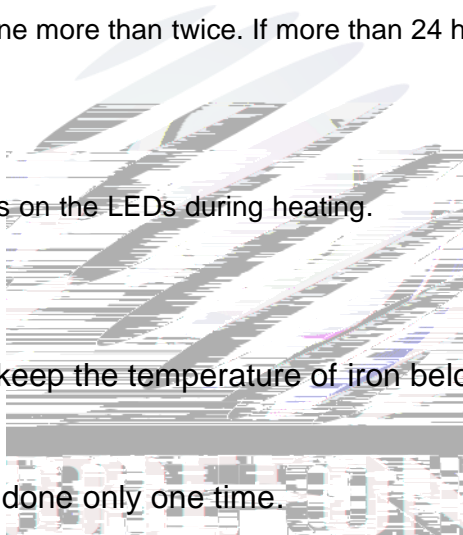 ne more than twice. If more than 24 h
s on the LEDs during heating.
keep the temperature of iron belo
done only one time.